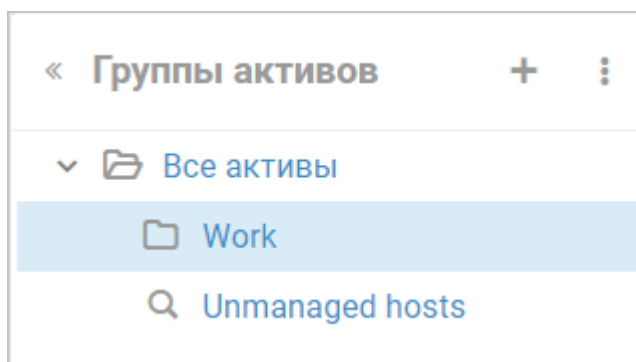 « Группы активов + ⋮
Все активы
Work
Unmanaged hosts